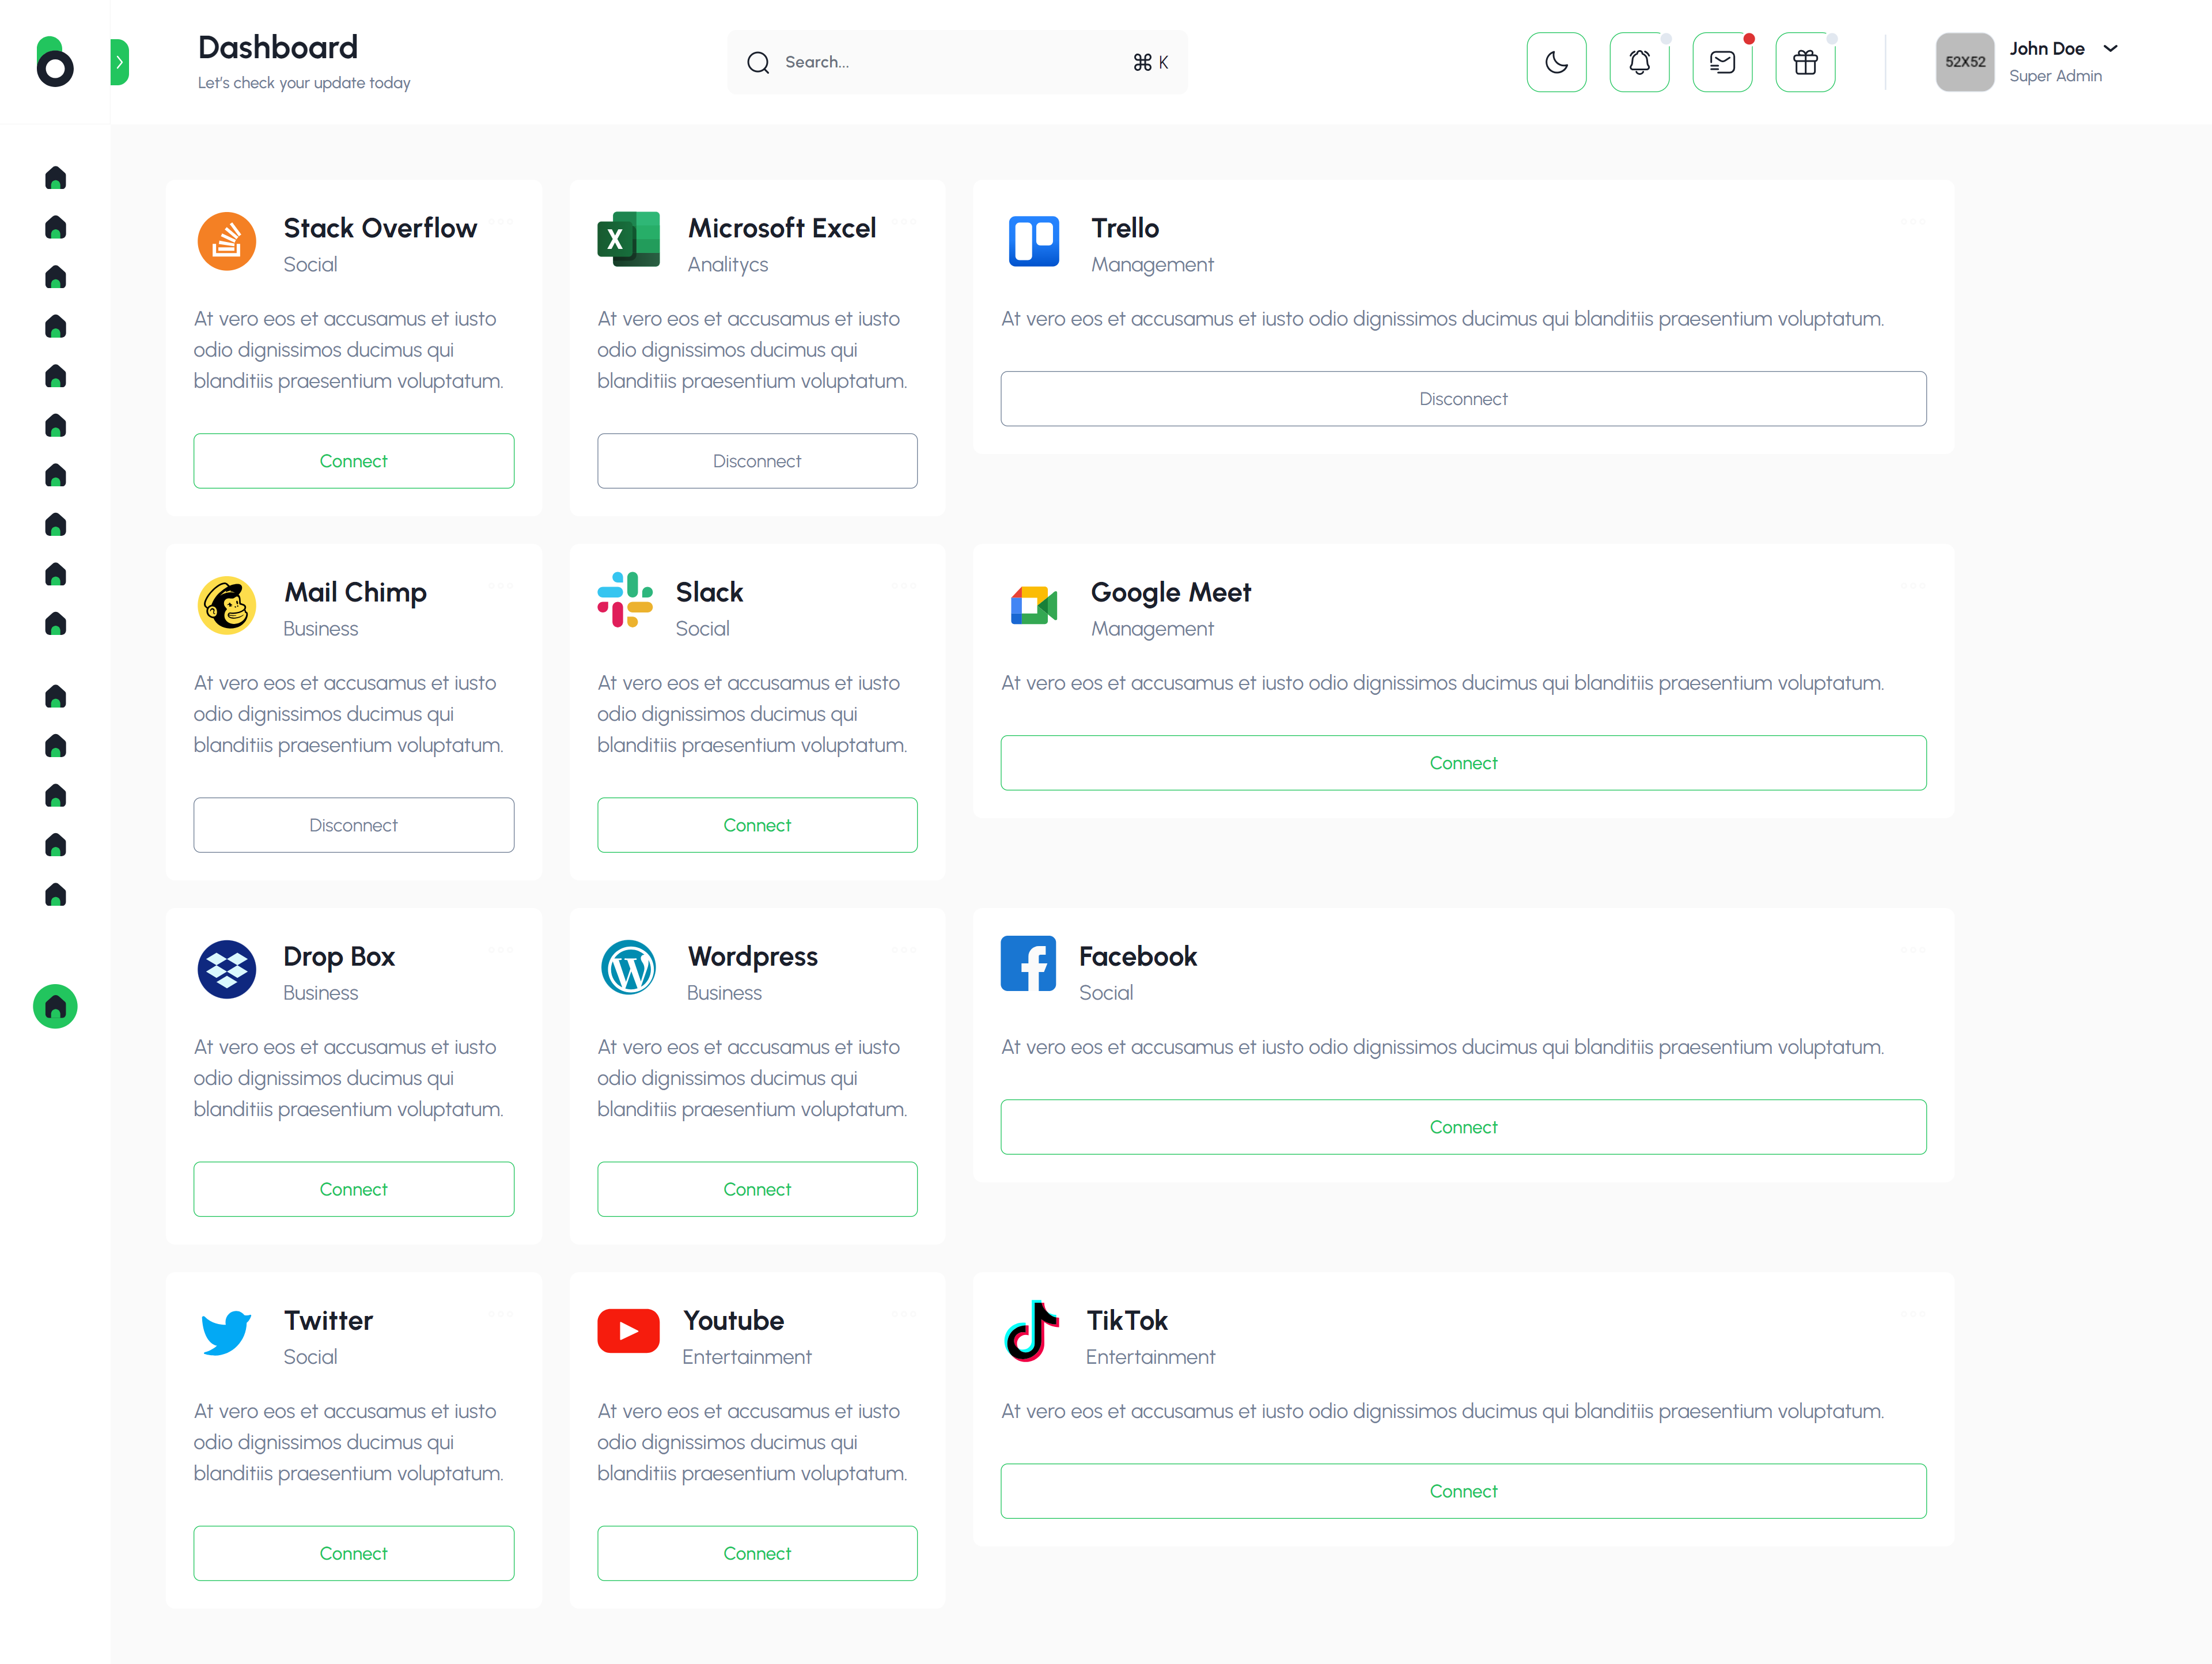 Dashboard
Let's check your update today
Search...
⌘ K
52X52
John Doe
Super Admin
Stack Overflow
Social
At vero eos et accusamus et iusto
odio dignissimos ducimus qui
blanditiis praesentium voluptatum.
Connect
Microsoft Excel
Analitycs
At vero eos et accusamus et iusto
odio dignissimos ducimus qui
blanditiis praesentium voluptatum.
Disconnect
Trello
Management
At vero eos et accusamus et iusto odio dignissimos ducimus qui blanditiis praesentium voluptatum.
Disconnect
Mail Chimp
Business
At vero eos et accusamus et iusto
odio dignissimos ducimus qui
blanditiis praesentium voluptatum.
Disconnect
Slack
Social
At vero eos et accusamus et iusto
odio dignissimos ducimus qui
blanditiis praesentium voluptatum.
Connect
Google Meet
Management
At vero eos et accusamus et iusto odio dignissimos ducimus qui blanditiis praesentium voluptatum.
Connect
Drop Box
Business
At vero eos et accusamus et iusto
odio dignissimos ducimus qui
blanditiis praesentium voluptatum.
Connect
Wordpress
Business
At vero eos et accusamus et iusto
odio dignissimos ducimus qui
blanditiis praesentium voluptatum.
Connect
Facebook
Social
At vero eos et accusamus et iusto odio dignissimos ducimus qui blanditiis praesentium voluptatum.
Connect
Twitter
Social
At vero eos et accusamus et iusto
odio dignissimos ducimus qui
blanditiis praesentium voluptatum.
Connect
Youtube
Entertainment
At vero eos et accusamus et iusto
odio dignissimos ducimus qui
blanditiis praesentium voluptatum.
Connect
TikTok
Entertainment
At vero eos et accusamus et iusto odio dignissimos ducimus qui blanditiis praesentium voluptatum.
Connect